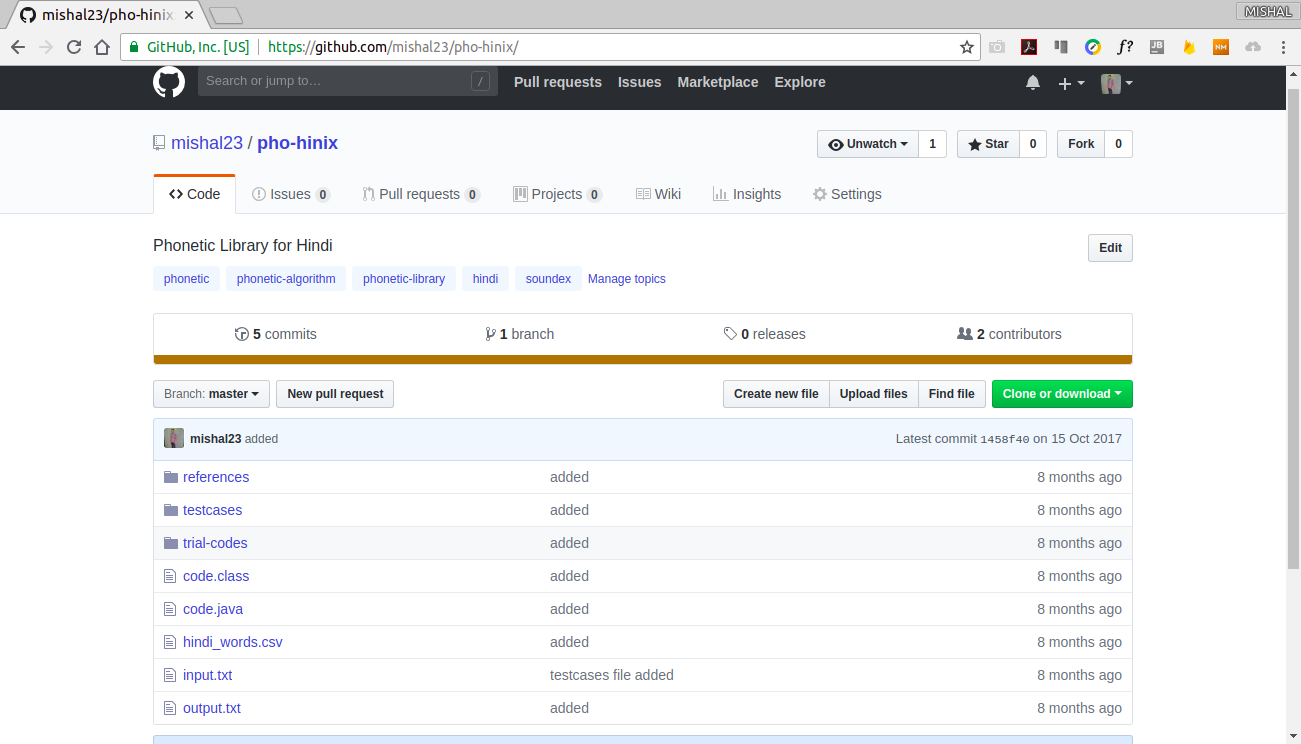 mishal23/pho-hinix
MISHAL
GitHub, Inc. [US] https://github.com/mishal23/pho-hinix/
f? JB NM
Search or jump to… / Pull requests Issues Marketplace Explore
mishal23 / pho-hinix Unwatch 1 Star 0 Fork 0
Code Issues 0 Pull requests 0 Projects 0 Wiki Insights Settings
Phonetic Library for Hindi Edit
phonetic phonetic-algorithm phonetic-library hindi soundex Manage topics
5 commits 1 branch 0 releases 2 contributors
Branch: master New pull request Create new file Upload files Find file Clone or download
mishal23 added Latest commit 1458f40 on 15 Oct 2017
references added 8 months ago
testcases added 8 months ago
trial-codes added 8 months ago
code.class added 8 months ago
code.java added 8 months ago
hindi_words.csv added 8 months ago
input.txt testcases file added 8 months ago
output.txt added 8 months ago